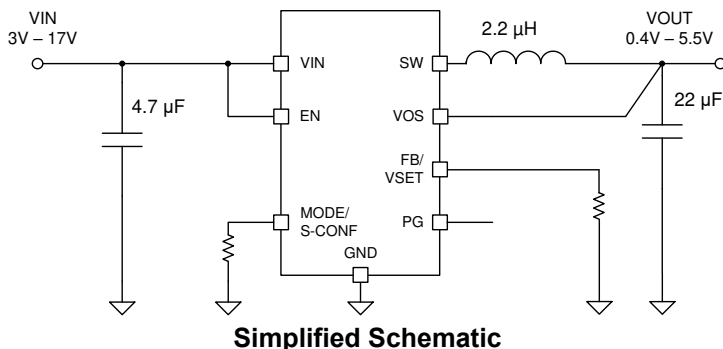 VIN
3V – 17V
4.7 µF
VIN
EN
MODE/
S-CONF
GND
SW
VOS
FB/
VSET
PG
2.2 µH
VOUT
0.4V – 5.5V
22 µF
Simplified Schematic